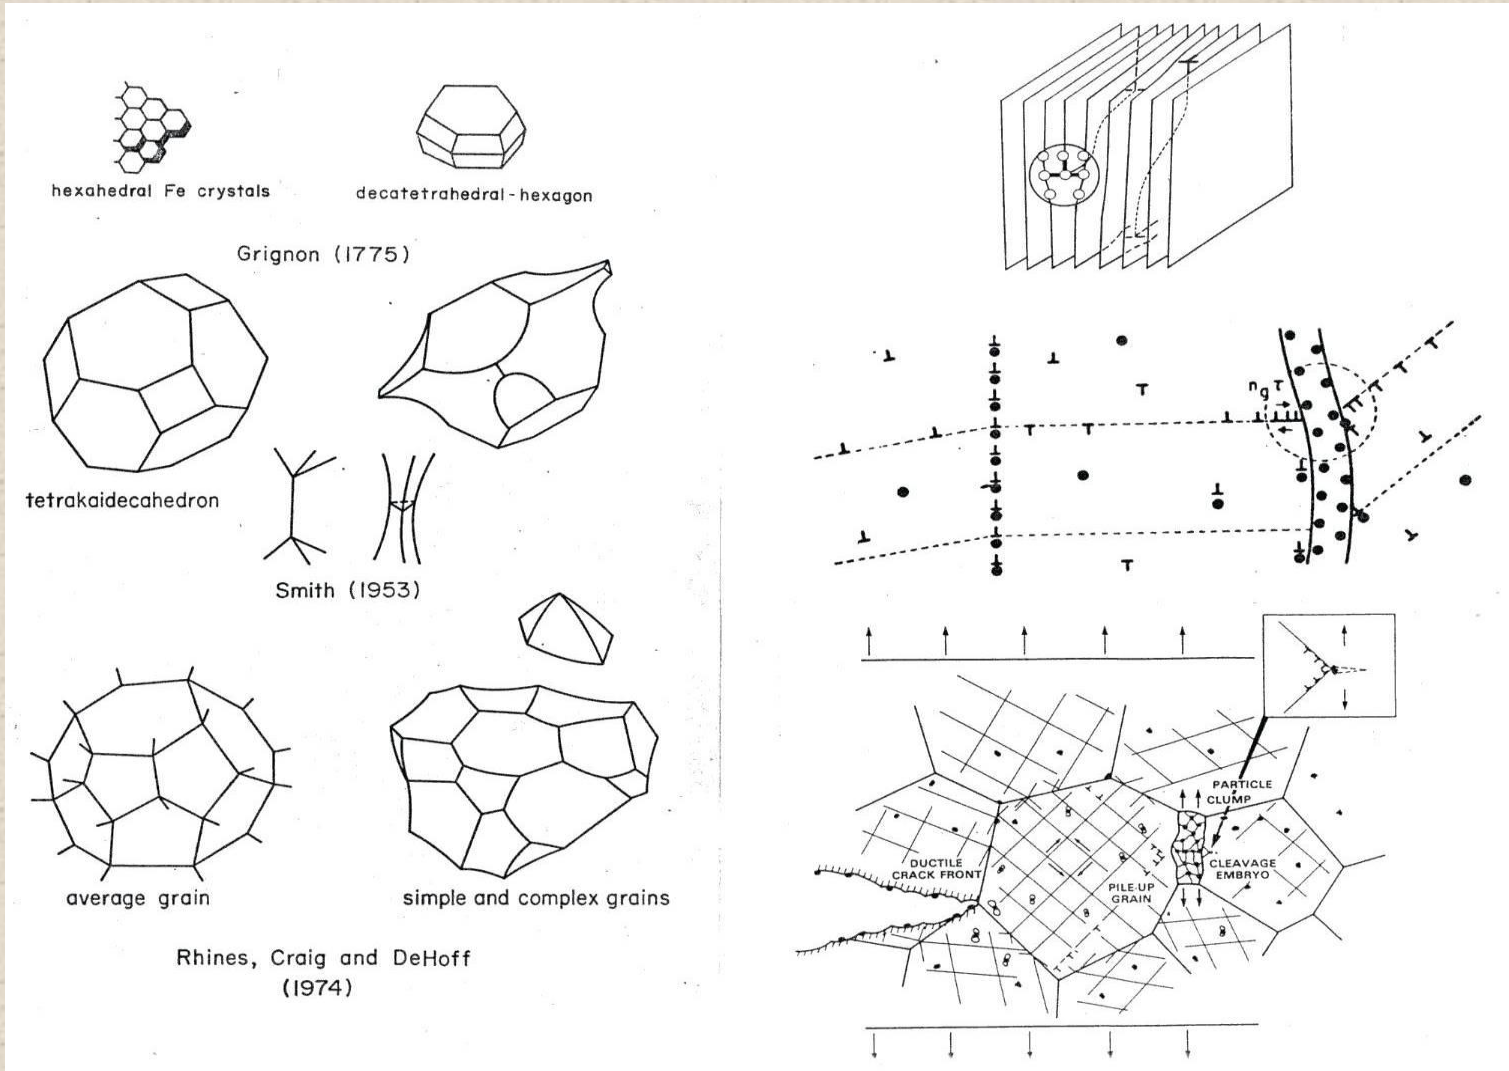 hexahedral Fe crystals
decatetrahedral-hexagon
Grignon (1775)
tetrakaidecahedron
Smith (1953)
average grain
simple and complex grains
Rhines, Craig and DeHoff
(1974)
n_g τ
PARTICLE
CLUMP
DUCTILE
CRACK FRONT
PILE-UP
GRAIN
CLEAVAGE
EMBRYO